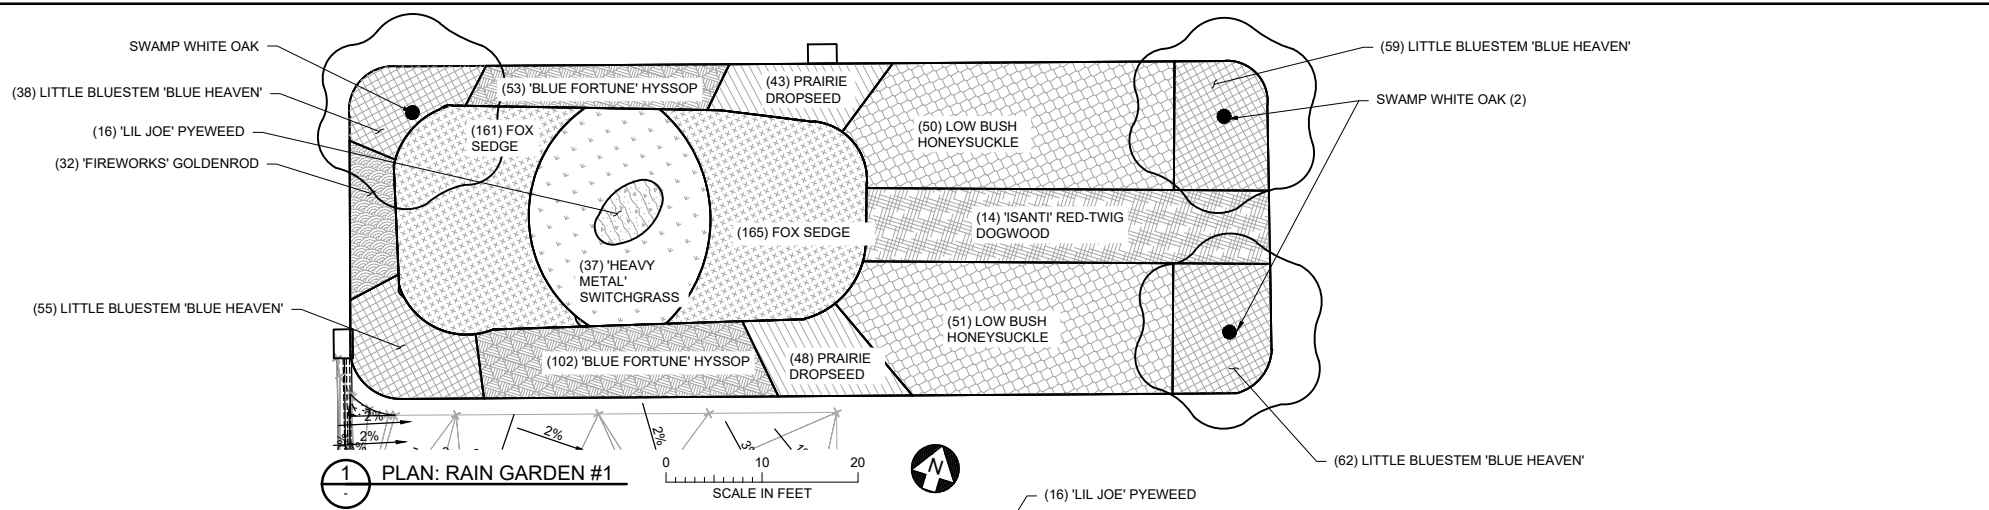 SWAMP WHITE OAK
(38) LITTLE BLUESTEM 'BLUE HEAVEN'
(16) 'LIL JOE' PYEWEED
(32) 'FIREWORKS' GOLDENROD
(55) LITTLE BLUESTEM 'BLUE HEAVEN'
(53) 'BLUE FORTUNE' HYSSOP
(43) PRAIRIE
DROPSEED
(161) FOX
SEDGE
(50) LOW BUSH
HONEYSUCKLE
(59) LITTLE BLUESTEM 'BLUE HEAVEN'
SWAMP WHITE OAK (2)
(165) FOX SEDGE
(14) 'ISANTI' RED-TWIG
DOGWOOD
(37) 'HEAVY
METAL'
SWITCHGRASS
(51) LOW BUSH
HONEYSUCKLE
(102) 'BLUE FORTUNE' HYSSOP
(48) PRAIRIE
DROPSEED
(62) LITTLE BLUESTEM 'BLUE HEAVEN'
2%
2%
2%
2%
1
-
PLAN: RAIN GARDEN #1
0 10 20
SCALE IN FEET
N
(16) 'LIL JOE' PYEWEED